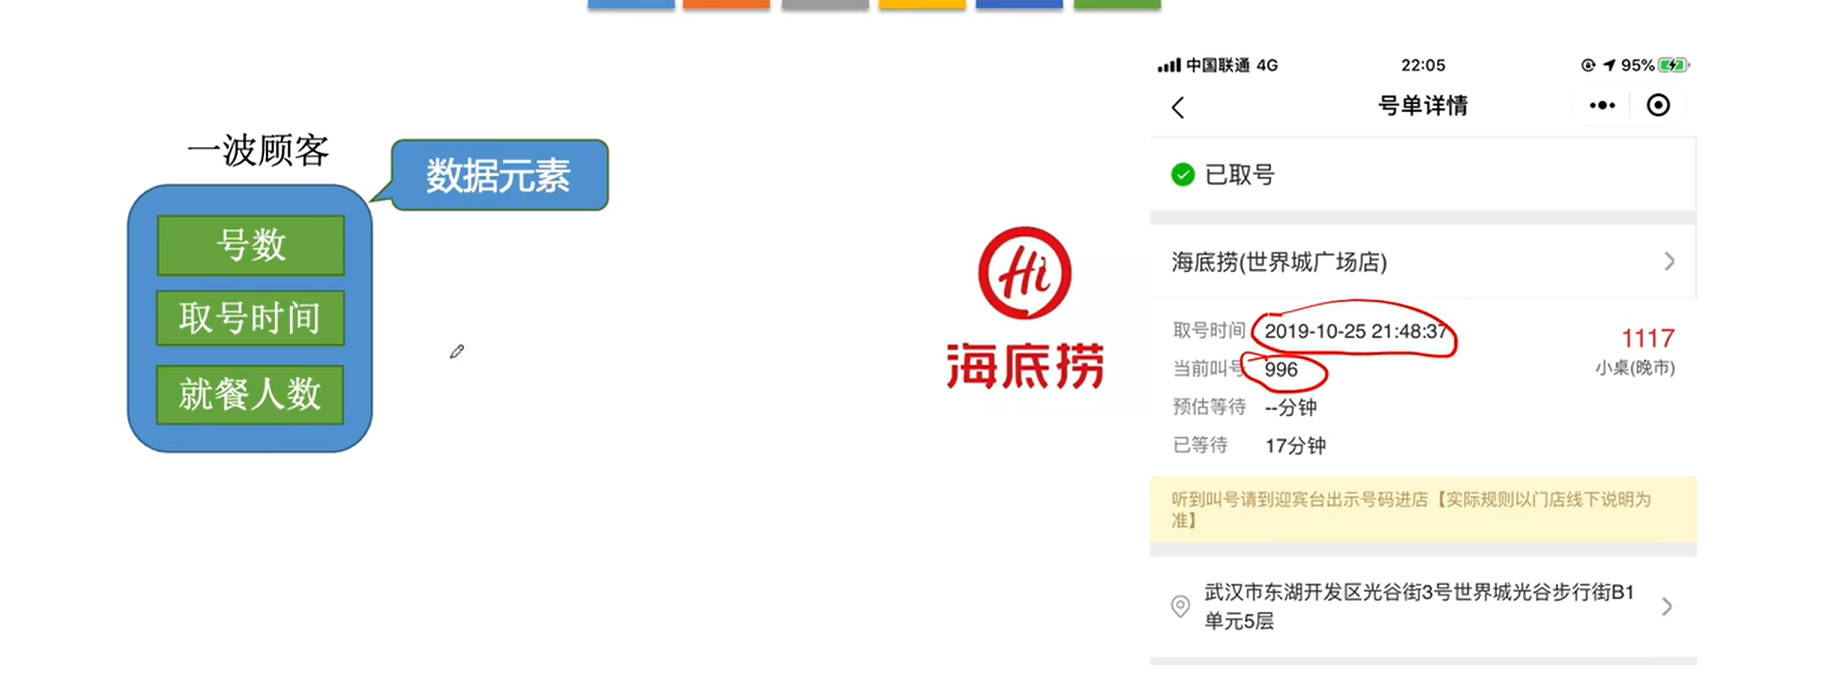 一波顾客
数据元素
号数
取号时间
就餐人数
Hi
海底捞
中国联通 4G 22:05 95%
号单详情
已取号
海底捞(世界城广场店)
取号时间 2019-10-25 21:48:37
1117
当前叫号 996
小桌(晚市)
预估等待 --分钟
已等待 17分钟
听到叫号请到迎宾台出示号码进店【实际规则以门店线下说明为
准】
武汉市东湖开发区光谷街3号世界城光谷步行街B1
单元5层